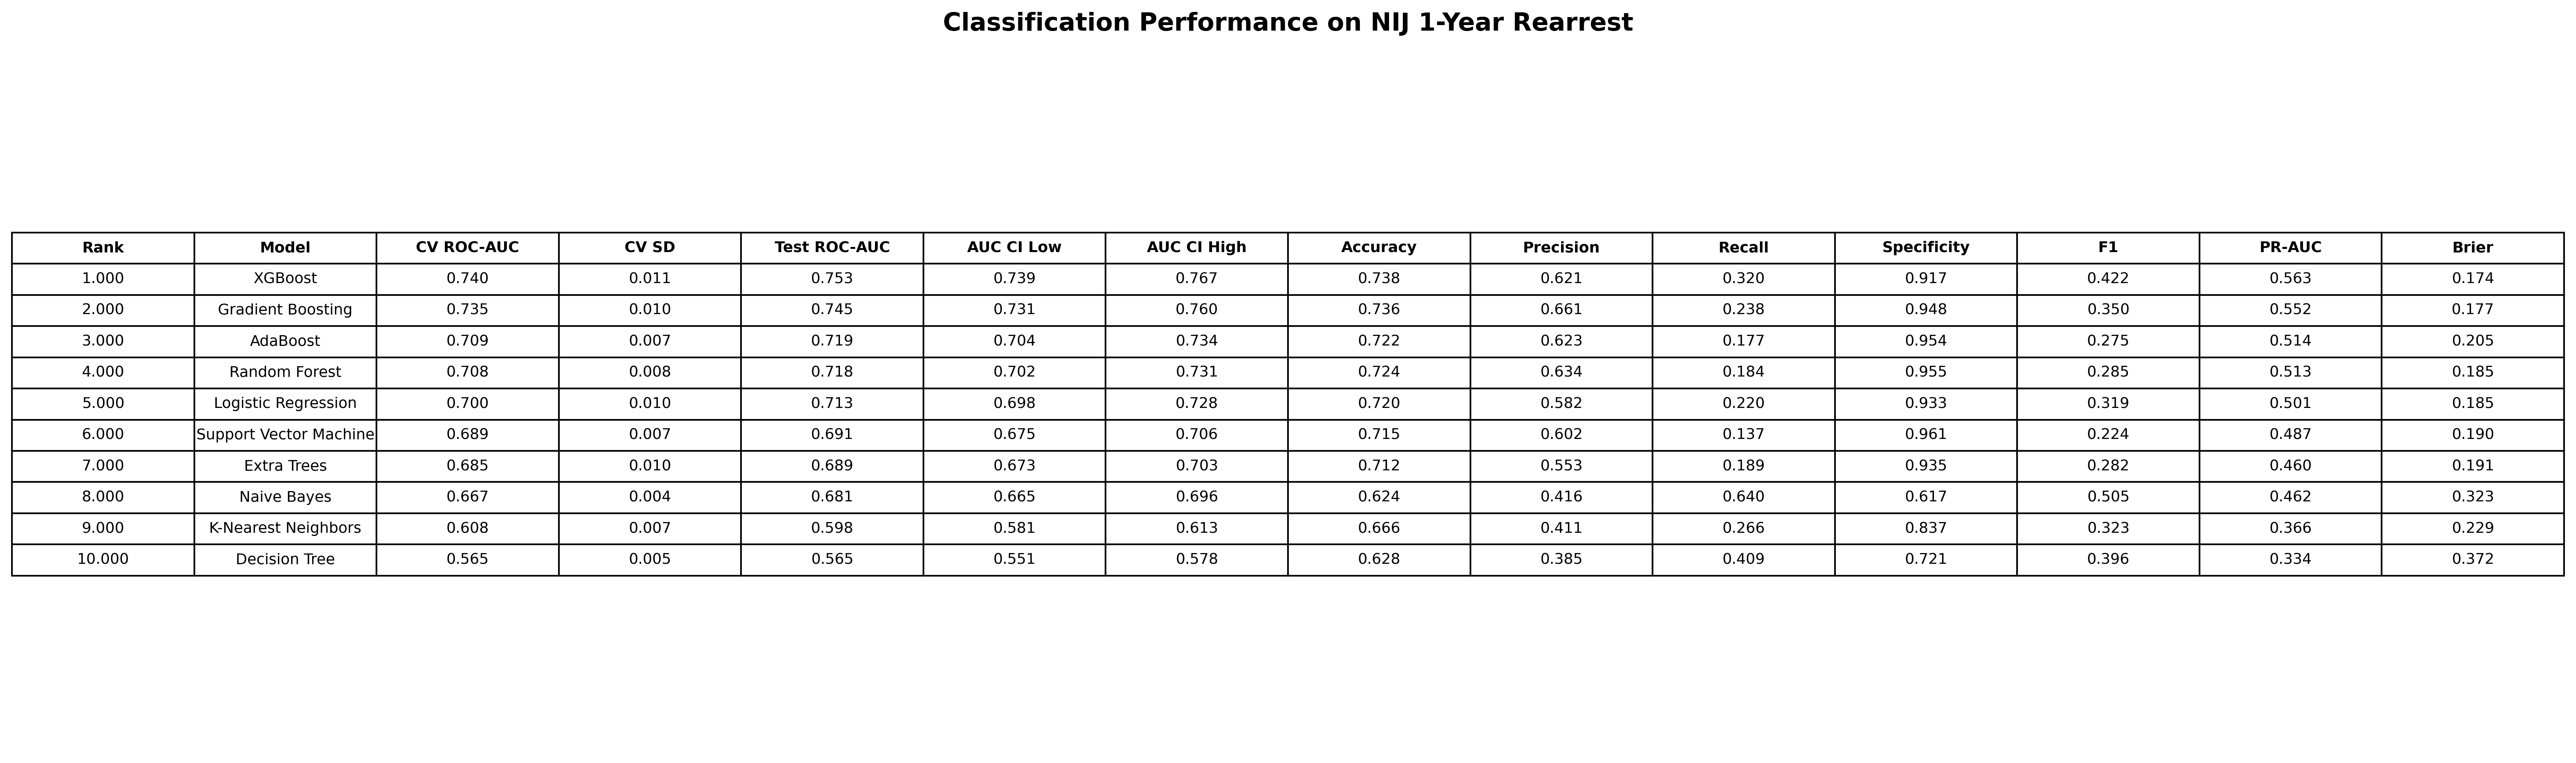 Classification Performance on NIJ 1-Year Rearrest
Rank Model CV ROC-AUC CV SD Test ROC-AUC AUC CI Low AUC CI High Accuracy Precision Recall Specificity F1 PR-AUC Brier
1.000 XGBoost 0.740 0.011 0.753 0.739 0.767 0.738 0.621 0.320 0.917 0.422 0.563 0.174
2.000 Gradient Boosting 0.735 0.010 0.745 0.731 0.760 0.736 0.661 0.238 0.948 0.350 0.552 0.177
3.000 AdaBoost 0.709 0.007 0.719 0.704 0.734 0.722 0.623 0.177 0.954 0.275 0.514 0.205
4.000 Random Forest 0.708 0.008 0.718 0.702 0.731 0.724 0.634 0.184 0.955 0.285 0.513 0.185
5.000 Logistic Regression 0.700 0.010 0.713 0.698 0.728 0.720 0.582 0.220 0.933 0.319 0.501 0.185
6.000 Support Vector Machine 0.689 0.007 0.691 0.675 0.706 0.715 0.602 0.137 0.961 0.224 0.487 0.190
7.000 Extra Trees 0.685 0.010 0.689 0.673 0.703 0.712 0.553 0.189 0.935 0.282 0.460 0.191
8.000 Naive Bayes 0.667 0.004 0.681 0.665 0.696 0.624 0.416 0.640 0.617 0.505 0.462 0.323
9.000 K-Nearest Neighbors 0.608 0.007 0.598 0.581 0.613 0.666 0.411 0.266 0.837 0.323 0.366 0.229
10.000 Decision Tree 0.565 0.005 0.565 0.551 0.578 0.628 0.385 0.409 0.721 0.396 0.334 0.372